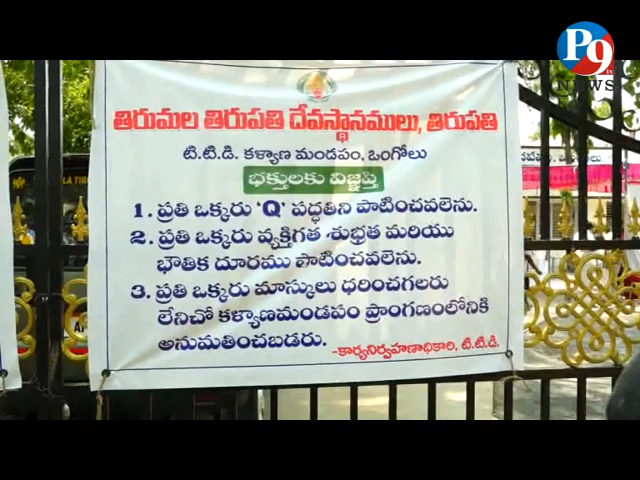 P9
NEWS
తిరుమల తిరుపతి దేవస్థానములు, తిరుపతి
టి.టి.డి. కళ్యాణ మండపం, ఒంగోలు
భక్తులకు విజ్ఞప్తి
1. ప్రతి ఒక్కరు 'Q' పధ్ధతిని పాటించవలెను.
2. ప్రతి ఒక్కరు వ్యక్తిగత శుభ్రత మరియు
భౌతిక దూరము పాటించవలెను.
3. ప్రతి ఒక్కరు మాస్కులు ధరించగలరు
లేనిచో కళ్యాణమండపం ప్రాంగణంలోనికి
అనుమతించబడరు.
-కార్యనిర్వహణాధికారి, టి.టి.డి.